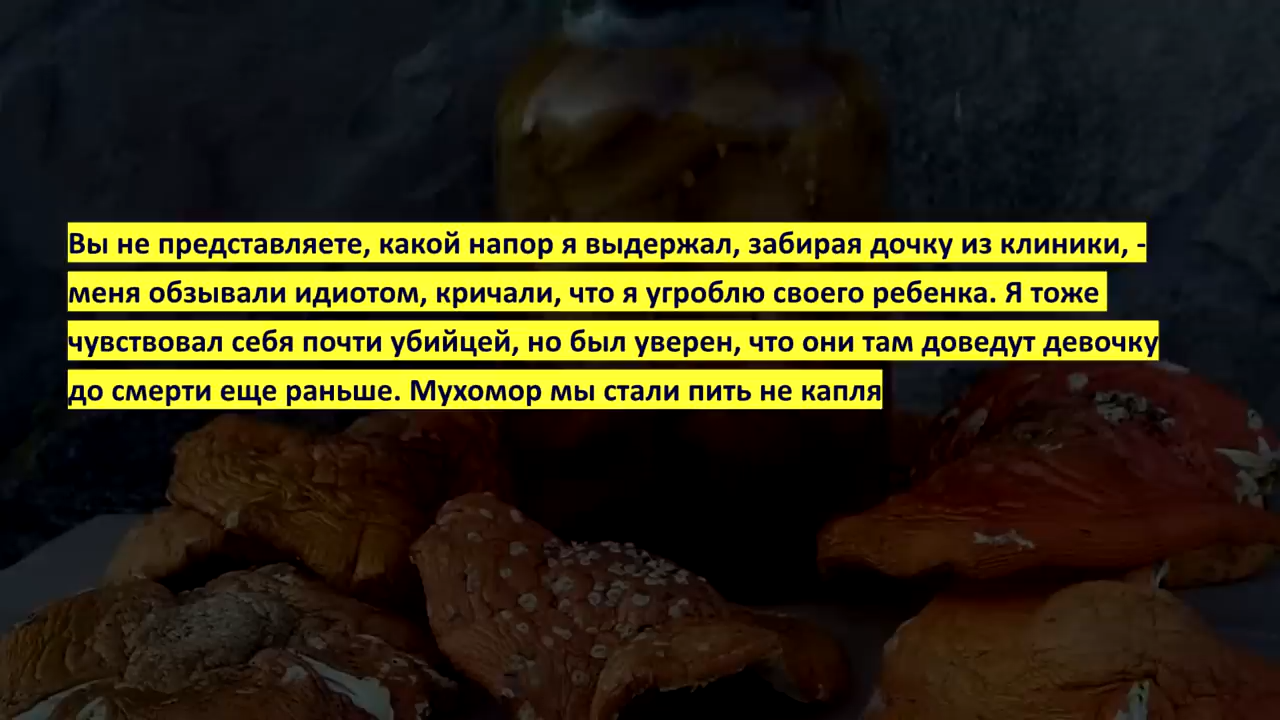 Вы не представляете, какой напор я выдержал, забирая дочку из клиники, -
меня обзывали идиотом, кричали, что я угроблю своего ребенка. Я тоже
чувствовал себя почти убийцей, но был уверен, что они там доведут девочку
до смерти еще раньше. Мухомор мы стали пить не капля